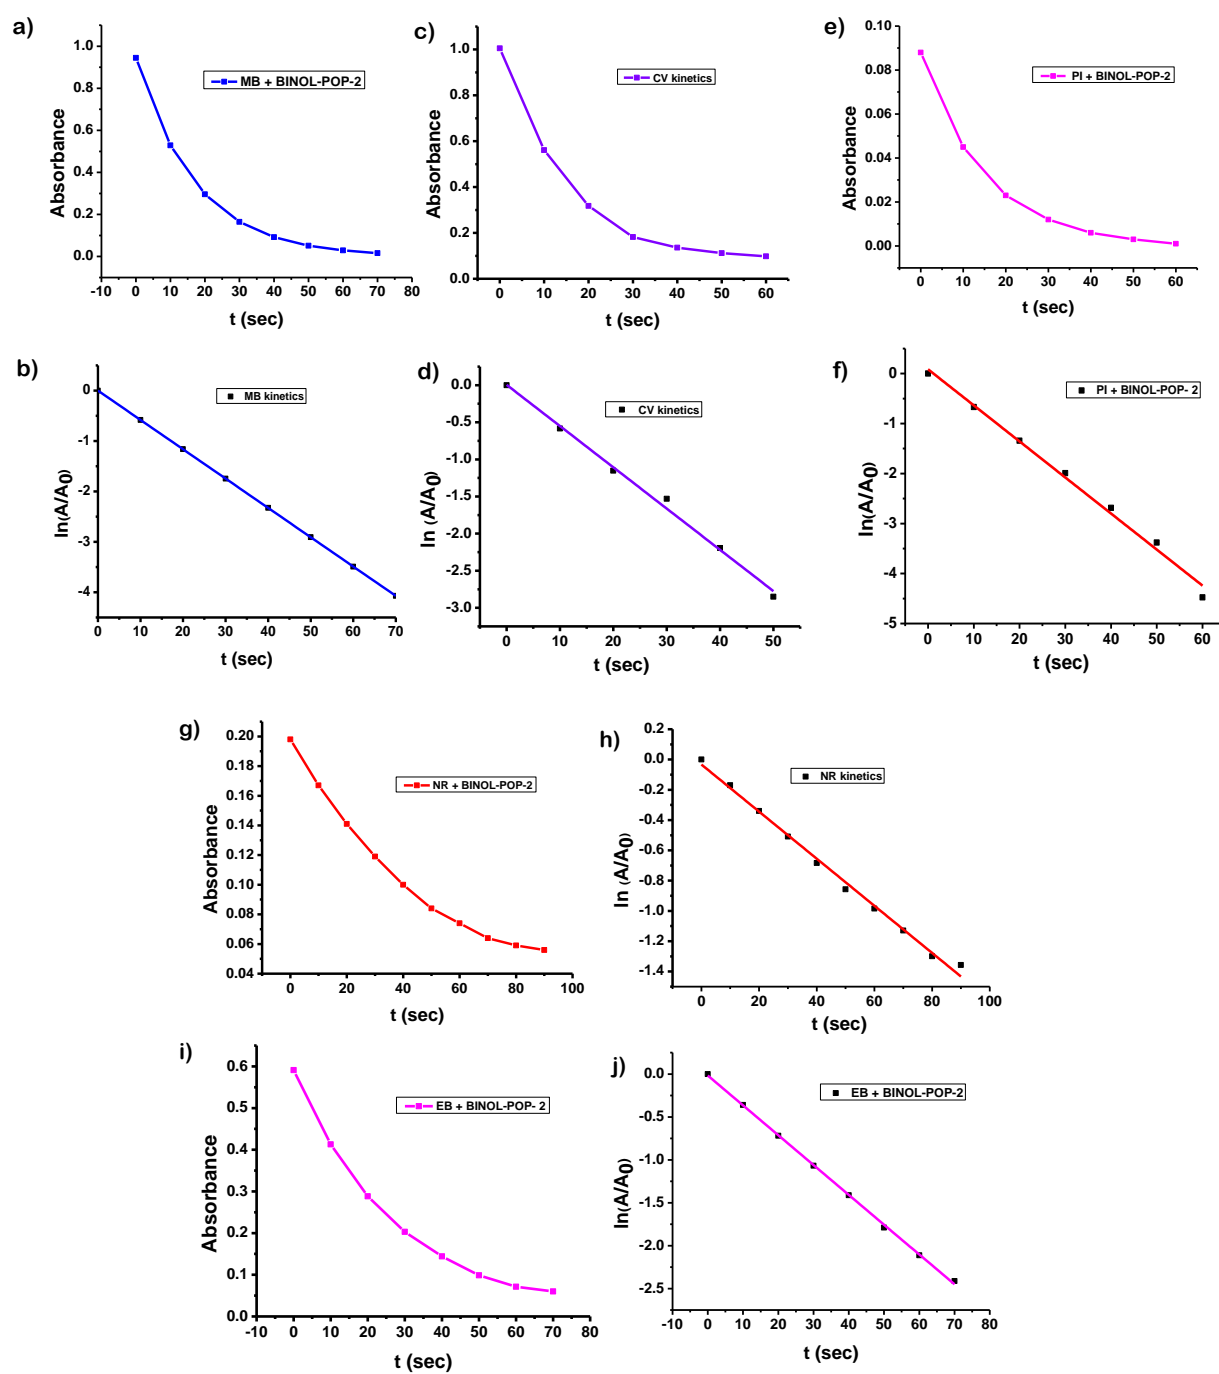 a)
1.0
0.8
0.6
0.4
0.2
0.0
Absorbance
MB + BINOL-POP-2
-10 0 10 20 30 40 50 60 70 80
t (sec)
c)
1.0
0.8
0.6
0.4
0.2
0.0
Absorbance
CV kinetics
0 10 20 30 40 50 60
t (sec)
e)
0.10
0.08
0.06
0.04
0.02
0.00
Absorbance
PI + BINOL-POP-2
0 10 20 30 40 50 60
t (sec)
b)
0
-1
-2
-3
-4
ln(A/A0)
MB kinetics
0 10 20 30 40 50 60 70
t (sec)
d)
0.0
-0.5
-1.0
-1.5
-2.0
-2.5
-3.0
ln (A/A0)
CV kinetics
0 10 20 30 40 50
t (sec)
f)
0
-1
-2
-3
-4
-5
ln(A/A0)
PI + BINOL-POP- 2
0 10 20 30 40 50 60
t (sec)
g)
0.20
0.18
0.16
0.14
0.12
0.10
0.08
0.06
0.04
Absorbance
NR + BINOL-POP-2
0 20 40 60 80 100
t (sec)
h)
0.2
0.0
-0.2
-0.4
-0.6
-0.8
-1.0
-1.2
-1.4
ln (A/A0)
NR kinetics
0 20 40 60 80 100
t (sec)
i)
0.6
0.5
0.4
0.3
0.2
0.1
0.0
Absorbance
EB + BINOL-POP- 2
-10 0 10 20 30 40 50 60 70 80
t (sec)
j)
0.0
-0.5
-1.0
-1.5
-2.0
-2.5
ln(A/A0)
EB + BINOL-POP-2
-10 0 10 20 30 40 50 60 70 80
t (sec)